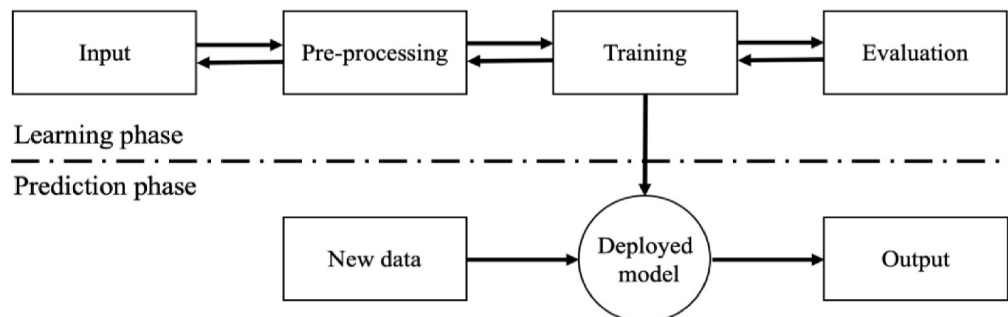 Input
Pre-processing
Training
Evaluation
Learning phase
Prediction phase
New data
Deployed
model
Output